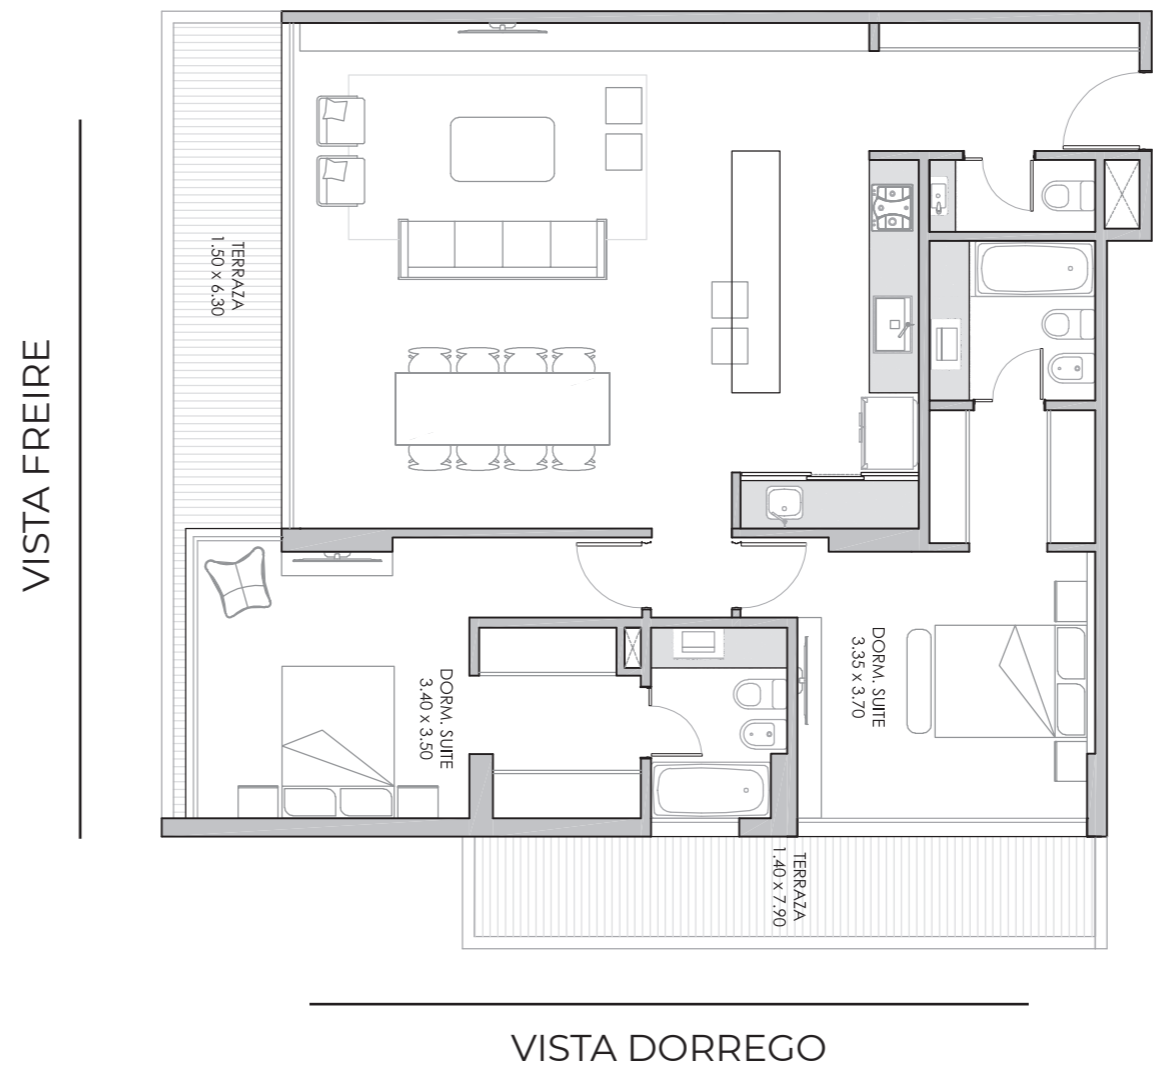 VISTA FREIRE
TERRAZA
1.50 x 6.30
DORM. SUITE
3.40 x 3.50
DORM. SUITE
3.35 x 3.70
TERRAZA
1.40 x 7.90
VISTA DORREGO